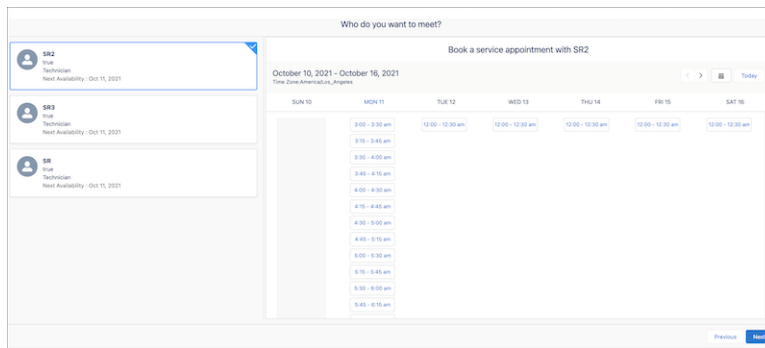 Who do you want to meet?
SR2
true
Technician
Next Availability : Oct 11, 2021
SR3
true
Technician
Next Availability : Oct 11, 2021
SR
true
Technician
Next Availability : Oct 11, 2021
Book a service appointment with SR2
October 10, 2021 - October 16, 2021
Time Zone:America/Los_Angeles
Today
SUN 10 MON 11 TUE 12 WED 13 THU 14 FRI 15 SAT 16
3:00 - 3:30 am 12:00 - 12:30 am 12:00 - 12:30 am 12:00 - 12:30 am 12:00 - 12:30 am 12:00 - 12:30 am
3:15 - 3:45 am
3:30 - 4:00 am
3:45 - 4:15 am
4:00 - 4:30 am
4:15 - 4:45 am
4:30 - 5:00 am
4:45 - 5:15 am
5:00 - 5:30 am
5:15 - 5:45 am
5:30 - 6:00 am
5:45 - 6:15 am
Previous Next